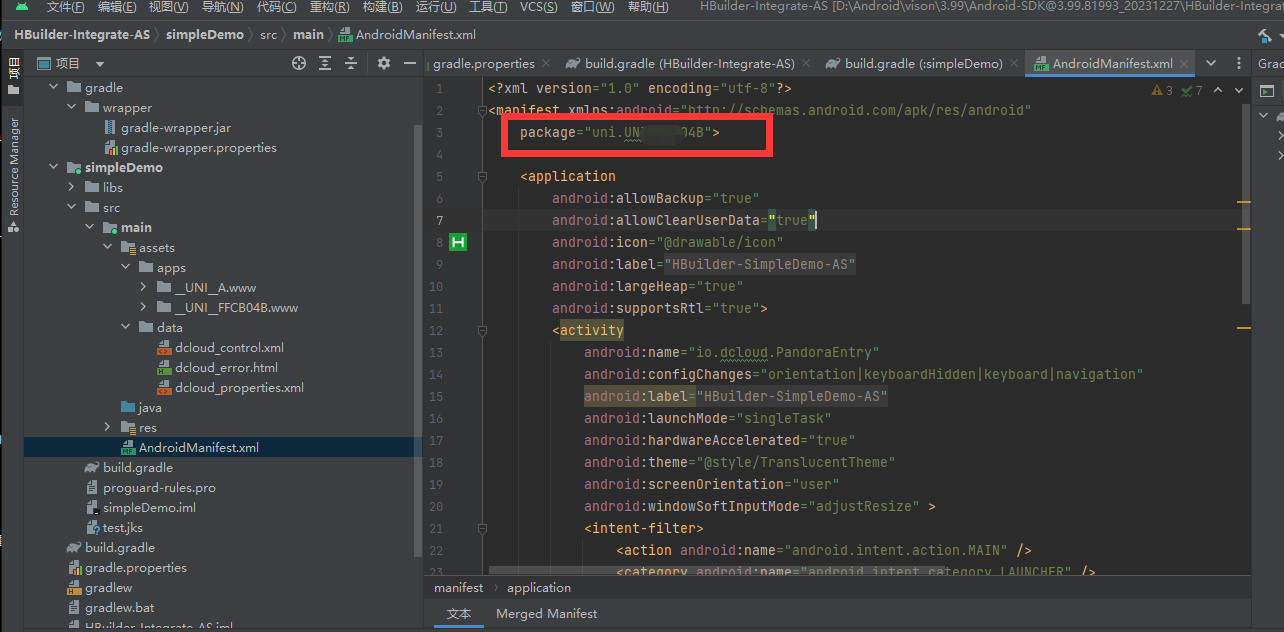 文件(F) 编辑(E) 视图(V) 导航(N) 代码(C) 重构(R) 构建(B) 运行(U) 工具(T) VCS(S) 窗口(W) 帮助(H) HBuilder-Integrate-AS [D:\Android\vison\3.99\Android-SDK@3.99.81993_20231227\HBuilder-Integrat
HBuilder-Integrate-AS simpleDemo src main AndroidManifest.xml
项目
gradle.properties build.gradle (HBuilder-Integrate-AS) build.gradle (:simpleDemo) AndroidManifest.xml Grad
项目
Resource Manager
gradle
wrapper
gradle-wrapper.jar
gradle-wrapper.properties
simpleDemo
libs
src
main
assets
apps
__UNI__A.www
__UNI__FFCB04B.www
data
dcloud_control.xml
dcloud_error.html
dcloud_properties.xml
java
res
AndroidManifest.xml
build.gradle
proguard-rules.pro
simpleDemo.iml
test.jks
build.gradle
gradle.properties
gradlew
gradlew.bat
HBuilder-Integrate-AS.iml
3 7
1 <?xml version="1.0" encoding="utf-8"?>
2 <manifest xmlns:android="http://schemas.android.com/apk/res/android"
3 package="uni.UN 04B">
4
5 <application
6 android:allowBackup="true"
7 android:allowClearUserData="true"
8 android:icon="@drawable/icon"
9 android:label="HBuilder-SimpleDemo-AS"
10 android:largeHeap="true"
11 android:supportsRtl="true">
12 <activity
13 android:name="io.dcloud.PandoraEntry"
14 android:configChanges="orientation|keyboardHidden|keyboard|navigation"
15 android:label="HBuilder-SimpleDemo-AS"
16 android:launchMode="singleTask"
17 android:hardwareAccelerated="true"
18 android:theme="@style/TranslucentTheme"
19 android:screenOrientation="user"
20 android:windowSoftInputMode="adjustResize" >
21 <intent-filter>
22 <action android:name="android.intent.action.MAIN" />
23 <category android:name="android.intent.category.LAUNCHER" />
manifest application
文本 Merged Manifest